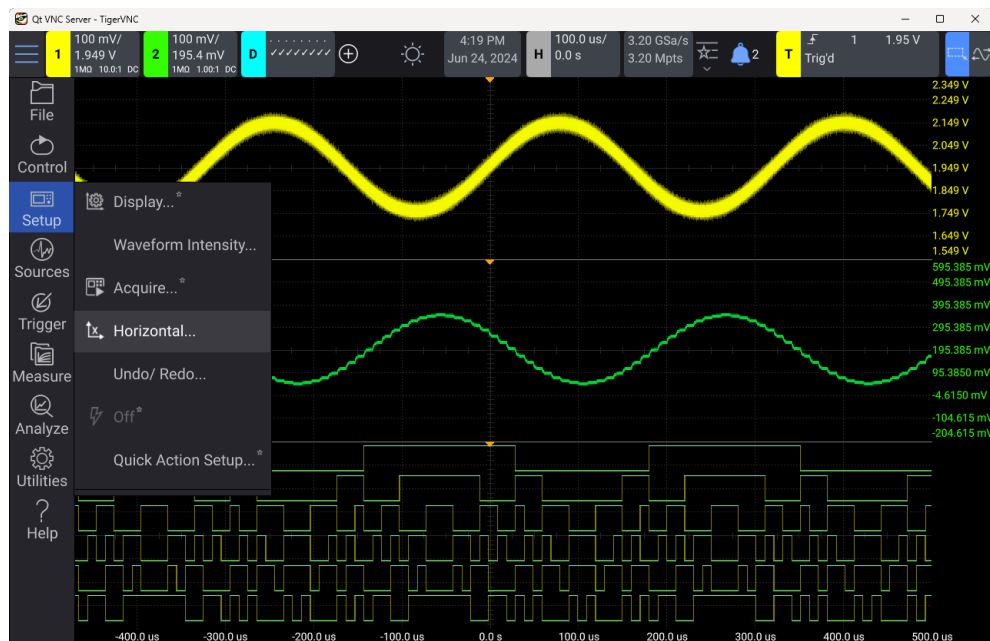 Qt VNC Server - TigerVNC
1 100 mV/ 1.949 V 1MΩ 10.0:1 DC
2 100 mV/ 195.4 mV 1MΩ 1.00:1 DC
D
4:19 PM
Jun 24, 2024
H 100.0 us/ 0.0 s
3.20 GSa/s
3.20 Mpts
2
T 1 1.95 V
Trig'd
File
Control
Setup
Sources
Trigger
Measure
Analyze
Utilities
Help
Display...
Waveform Intensity...
Acquire...
Horizontal...
Undo/ Redo...
Off
Quick Action Setup...
2.349 V
2.249 V
2.149 V
2.049 V
1.949 V
1.849 V
1.749 V
1.649 V
1.549 V
595.385 mV
495.385 mV
395.385 mV
295.385 mV
195.385 mV
95.3850 mV
-4.6150 mV
-104.615 mV
-204.615 mV
-400.0 us -300.0 us -200.0 us -100.0 us 0.0 s 100.0 us 200.0 us 300.0 us 400.0 us 500.0 us